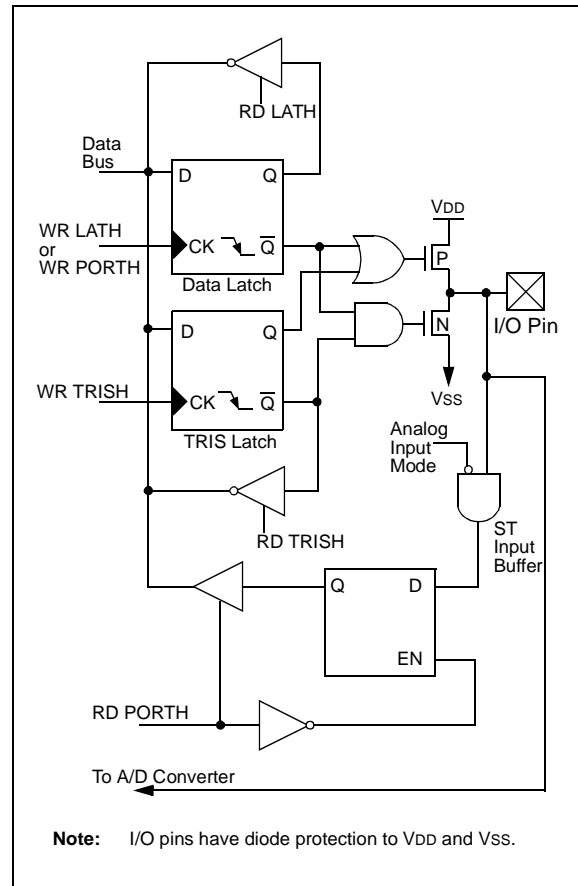 RD LATH
Data
Bus
D Q
WR LATH
or
WR PORTH
CK Q
Data Latch
VDD
P
I/O Pin
N
VSS
D Q
WR TRISH
CK Q
TRIS Latch
Analog
Input
Mode
RD TRISH
ST
Input
Buffer
Q D
EN
RD PORTH
To A/D Converter
Note: I/O pins have diode protection to VDD and VSS.